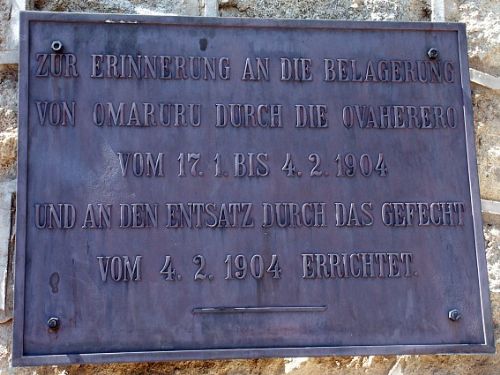 ZUR ERINNERUNG AN DIE BELAGERUNG
VON OMARURU DURCH DIE OVAHERERO
VOM 17. 1. BIS 4. 2. 1904
UND AN DEN ENTSATZ DURCH DAS GEFECHT
VOM 4. 2. 1904 ERRICHTET.